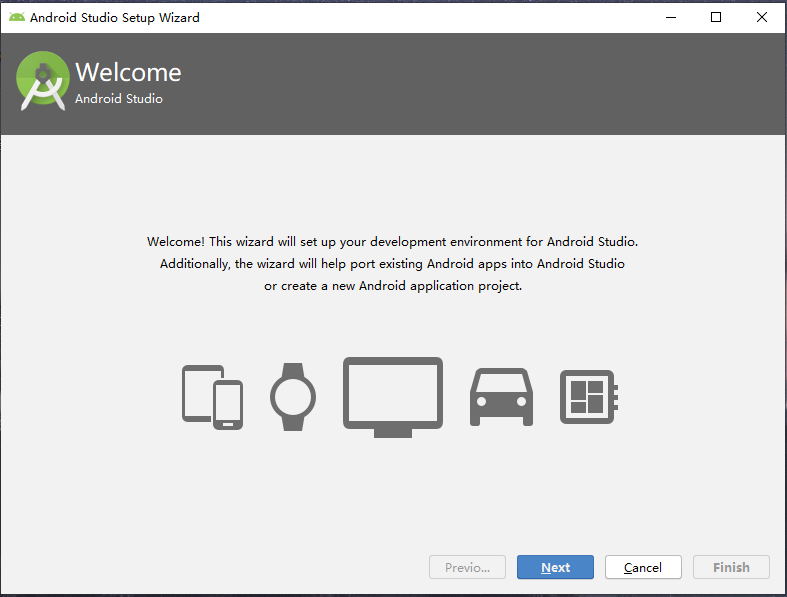 Android Studio Setup Wizard
Welcome
Android Studio
Welcome! This wizard will set up your development environment for Android Studio.
Additionally, the wizard will help port existing Android apps into Android Studio
or create a new Android application project.
Previo... Next Cancel Finish